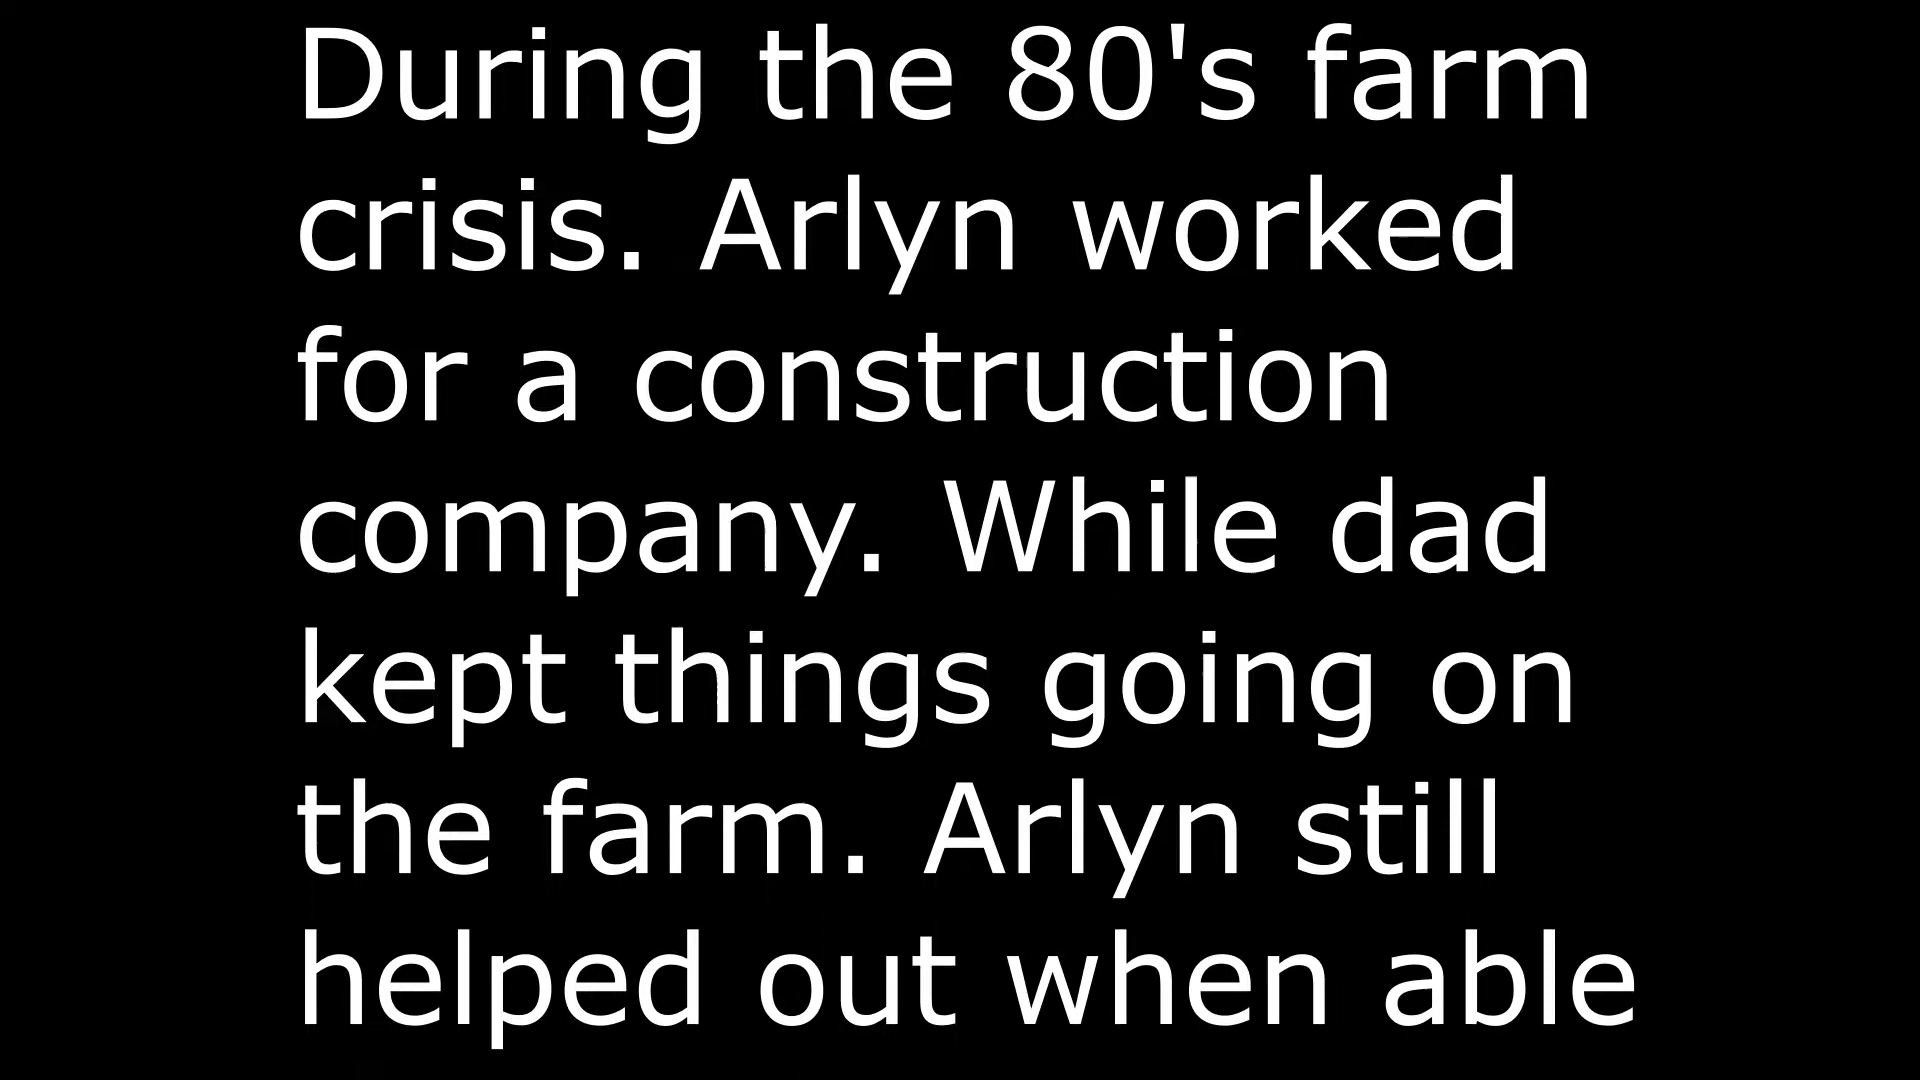 During the 80's farm
crisis. Arlyn worked
for a construction
company. While dad
kept things going on
the farm. Arlyn still
helped out when able